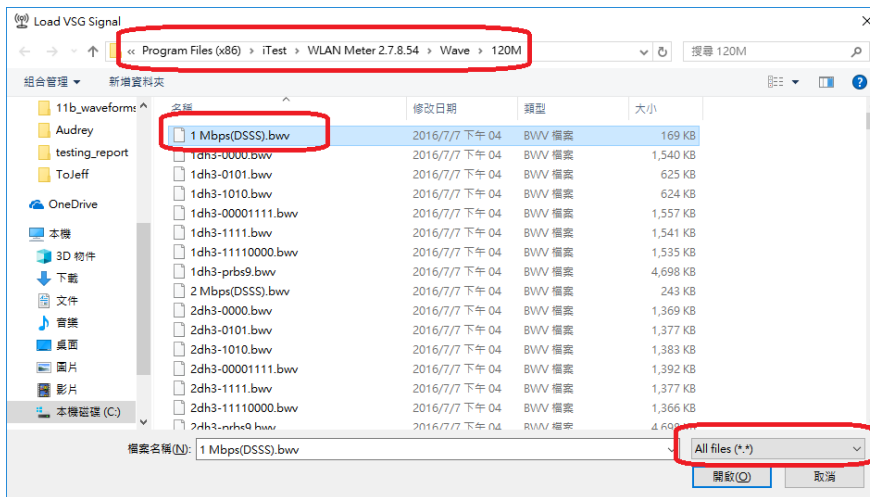 Load VSG Signal
« Program Files (x86) › iTest › WLAN Meter 2.7.8.54 › Wave › 120M
搜尋 120M
組合管理 新增資料夾
名稱 修改日期 類型 大小
11b_waveforms
Audrey
testing_report
ToJeff
OneDrive
本機
3D 物件
下載
文件
音樂
桌面
圖片
影片
本機磁碟 (C:)
1 Mbps(DSSS).bwv 2016/7/7 下午 04 BWV 檔案 169 KB
1dh3-0000.bwv 2016/7/7 下午 04 BWV 檔案 1,540 KB
1dh3-0101.bwv 2016/7/7 下午 04 BWV 檔案 625 KB
1dh3-1010.bwv 2016/7/7 下午 04 BWV 檔案 624 KB
1dh3-00001111.bwv 2016/7/7 下午 04 BWV 檔案 1,557 KB
1dh3-1111.bwv 2016/7/7 下午 04 BWV 檔案 1,541 KB
1dh3-11110000.bwv 2016/7/7 下午 04 BWV 檔案 1,535 KB
1dh3-prbs9.bwv 2016/7/7 下午 04 BWV 檔案 4,698 KB
2 Mbps(DSSS).bwv 2016/7/7 下午 04 BWV 檔案 243 KB
2dh3-0000.bwv 2016/7/7 下午 04 BWV 檔案 1,369 KB
2dh3-0101.bwv 2016/7/7 下午 04 BWV 檔案 1,377 KB
2dh3-1010.bwv 2016/7/7 下午 04 BWV 檔案 1,383 KB
2dh3-00001111.bwv 2016/7/7 下午 04 BWV 檔案 1,392 KB
2dh3-1111.bwv 2016/7/7 下午 04 BWV 檔案 1,377 KB
2dh3-11110000.bwv 2016/7/7 下午 04 BWV 檔案 1,366 KB
2dh3-prbs9.bwv 2016/7/7 下午 04 BWV 檔案
檔案名稱(N): 1 Mbps(DSSS).bwv All files (*.*)
開啟(O) 取消